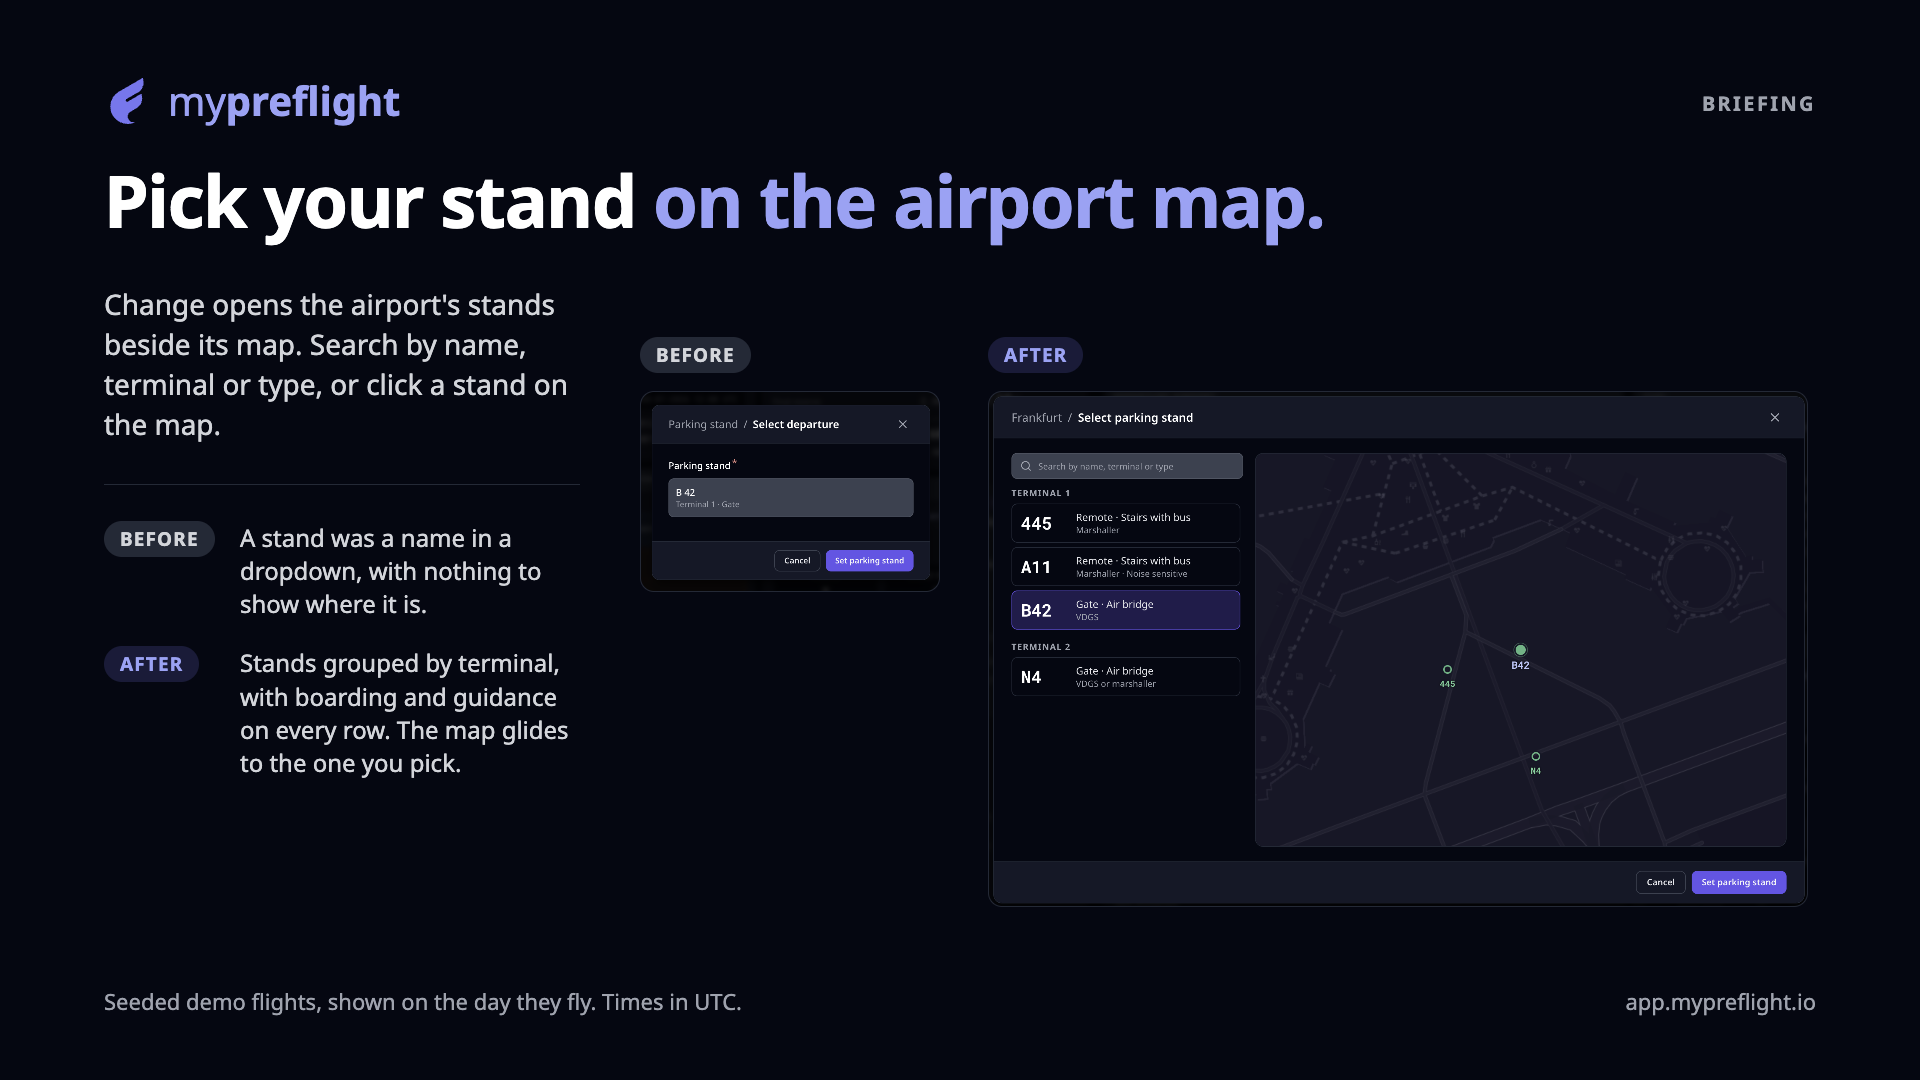 mypreflight
BRIEFING
Pick your stand on the airport map.
Change opens the airport's stands
beside its map. Search by name,
terminal or type, or click a stand on
the map.
BEFORE
A stand was a name in a
dropdown, with nothing to
show where it is.
AFTER
Stands grouped by terminal,
with boarding and guidance
on every row. The map glides
to the one you pick.
BEFORE
Parking stand / Select departure
Parking stand*
B 42
Terminal 1 · Gate
Cancel
Set parking stand
AFTER
Frankfurt / Select parking stand
Search by name, terminal or type
TERMINAL 1
445
Remote · Stairs with bus
Marshaller
A11
Remote · Stairs with bus
Marshaller · Noise sensitive
B42
Gate · Air bridge
VDGS
TERMINAL 2
N4
Gate · Air bridge
VDGS or marshaller
B42
445
N4
Cancel
Set parking stand
Seeded demo flights, shown on the day they fly. Times in UTC.
app.mypreflight.io